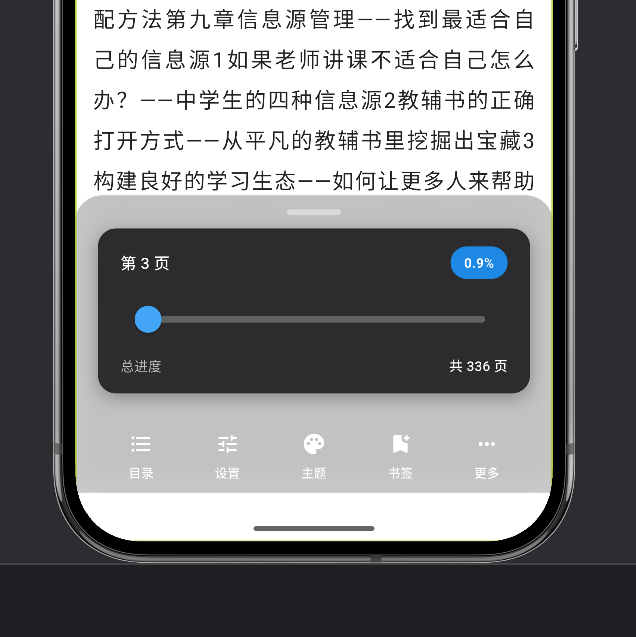 配方法第九章信息源管理——找到最适合自
己的信息源1如果老师讲课不适合自己怎么
办？——中学生的四种信息源2教辅书的正确
打开方式——从平凡的教辅书里挖掘出宝藏3
构建良好的学习生态——如何让更多人来帮助
第 3 页
0.9%
总进度
共 336 页
目录
设置
主题
书签
更多